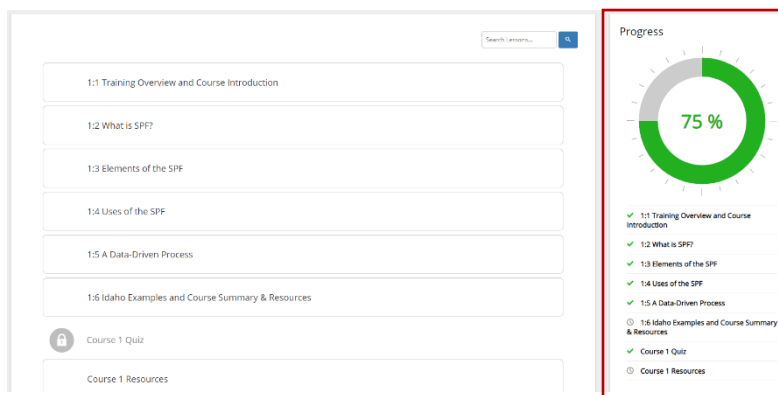 Search Lessons...
1:1 Training Overview and Course Introduction
1:2 What is SPF?
1:3 Elements of the SPF
1:4 Uses of the SPF
1:5 A Data-Driven Process
1:6 Idaho Examples and Course Summary & Resources
Course 1 Quiz
Course 1 Resources
Progress
75 %
1:1 Training Overview and Course
Introduction
1:2 What is SPF?
1:3 Elements of the SPF
1:4 Uses of the SPF
1:5 A Data-Driven Process
1:6 Idaho Examples and Course Summary
& Resources
Course 1 Quiz
Course 1 Resources